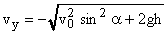 v_y = −√(v_0^2 sin^2 α + 2gh)